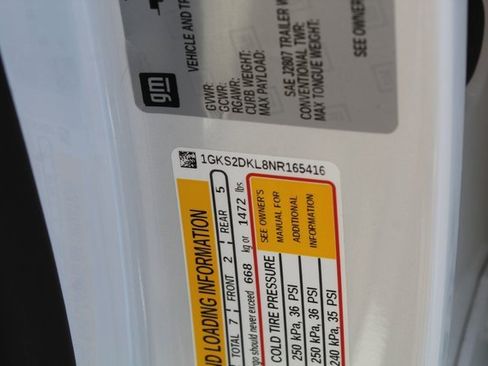 gm
VEHICLE AND TR
GVWR:
GCWR:
RGAWR:
CURB WEIGHT:
MAX PAYLOAD:
SAE J2807 TRAILER W
CONVENTIONAL TWR:
MAX TONGUE WEIGHT:
SEE OWNER
1GKS2DKL8NR165416
ND LOADING INFORMATION
TOTAL 7 FRONT 2 REAR 5
rgo should never exceed 668 kg or 1472 lbs
COLD TIRE PRESSURE
250 kPa, 36 PSI
250 kPa, 36 PSI
240 kPa, 35 PSI
SEE OWNER'S
MANUAL FOR
ADDITIONAL
INFORMATION